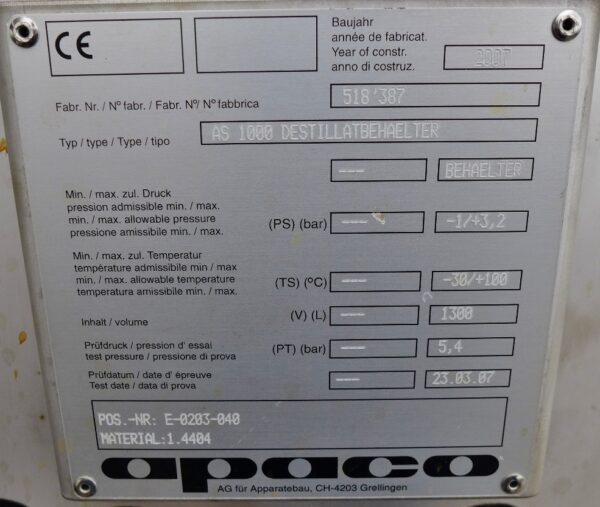 CE
Baujahr
année de fabricat.
Year of constr.
anno di costruz. 2007
Fabr. Nr. / Nº fabr. / Fabr. Nº/ Nº fabbrica 518'387
Typ / type / Type / tipo AS 1000 DESTILLATBEHAELTER
--- BEHAELTER
Min. / max. zul. Druck
pression admissible min. / max.
min. / max. allowable pressure (PS) (bar) --- -1/+3,2
pressione amissibile min. / max.
Min. / max. zul. Temperatur
température admissible min / max
min. / max. allowable temperature (TS) (ºC) --- -30/+100
temperatura amissibile min. / max.
Inhalt / volume (V) (L) --- 1300
Prüfdruck / pression d' essai
test pressure / pressione di prova (PT) (bar) --- 5,4
Prüfdatum / date d' épreuve
Test date / data di prova --- 23.03.07
POS.-NR: E-0203-040
MATERIAL:1.4404
apaco
AG für Apparatebau, CH-4203 Grellingen